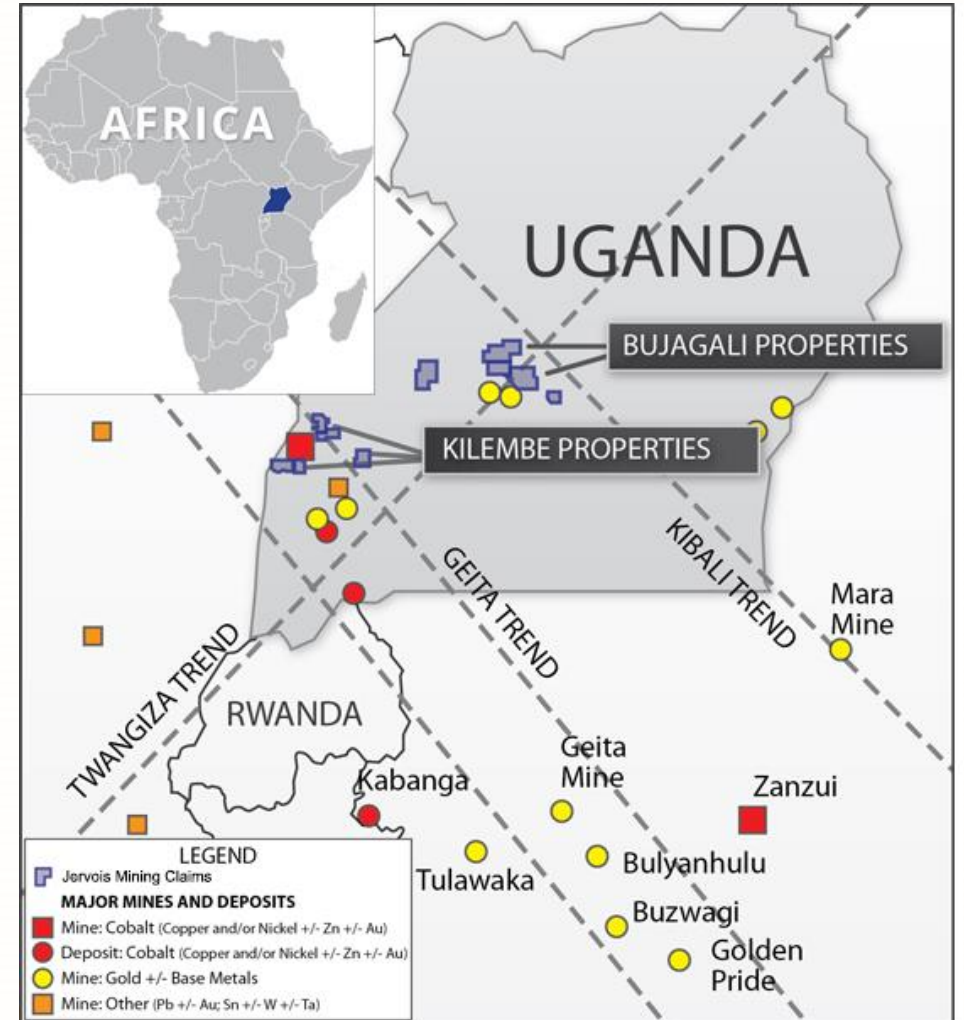 AFRICA
UGANDA
BUJAGALI PROPERTIES
KILEMBE PROPERTIES
KIBALI TREND
GEITA TREND
TWANGIZA TREND
Mara
Mine
RWANDA
Geita
Mine
Kabanga
Zanzui
Tulawaka
Bulyanhulu
Buzwagi
Golden
Pride
LEGEND
Jervois Mining Claims
MAJOR MINES AND DEPOSITS
Mine: Cobalt (Copper and/or Nickel +/- Zn +/- Au)
Deposit: Cobalt (Copper and/or Nickel +/- Zn +/- Au)
Mine: Gold +/- Base Metals
Mine: Other (Pb +/- Au; Sn +/- W +/- Ta)